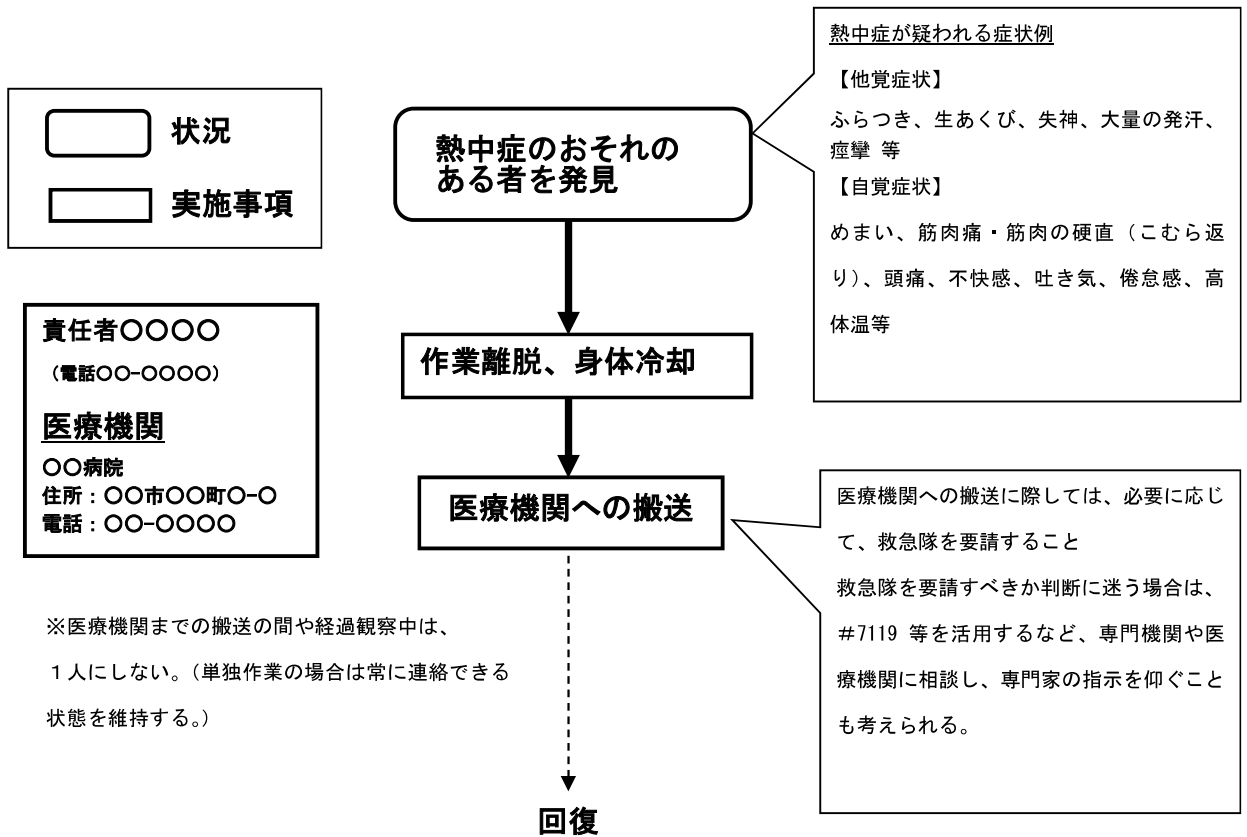 状況
実施事項
責任者〇〇〇〇
（電話〇〇-〇〇〇〇）
医療機関
〇〇病院
住所：〇〇市〇〇町〇-〇
電話：〇〇-〇〇〇〇
※医療機関までの搬送の間や経過観察中は、
１人にしない。（単独作業の場合は常に連絡できる
状態を維持する。）
熱中症のおそれの
ある者を発見
作業離脱、身体冷却
医療機関への搬送
回復
熱中症が疑われる症状例
【他覚症状】
ふらつき、生あくび、失神、大量の発汗、
痙攣 等
【自覚症状】
めまい、筋肉痛・筋肉の硬直（こむら返
り）、頭痛、不快感、吐き気、倦怠感、高
体温等
医療機関への搬送に際しては、必要に応じ
て、救急隊を要請すること
救急隊を要請すべきか判断に迷う場合は、
＃7119 等を活用するなど、専門機関や医
療機関に相談し、専門家の指示を仰ぐこと
も考えられる。